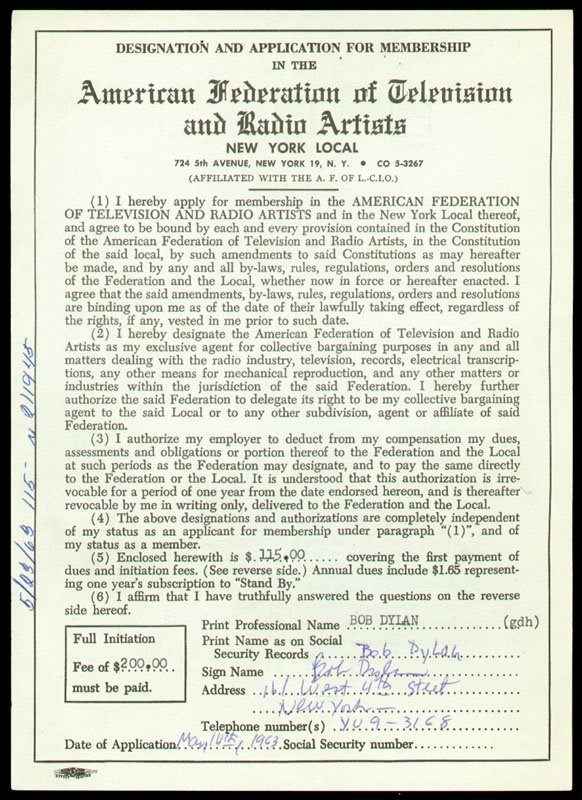 DESIGNATION AND APPLICATION FOR MEMBERSHIP
IN THE
American Federation of Television
and Radio Artists
NEW YORK LOCAL
724 5th AVENUE, NEW YORK 19, N. Y. • CO 5-3267
(AFFILIATED WITH THE A. F. OF L.-C.I.O.)
(1) I hereby apply for membership in the AMERICAN FEDERATION
OF TELEVISION AND RADIO ARTISTS and in the New York Local thereof,
and agree to be bound by each and every provision contained in the Constitution
of the American Federation of Television and Radio Artists, in the Constitution
of the said local, by such amendments to said Constitutions as may hereafter
be made, and by any and all by-laws, rules, regulations, orders and resolutions
of the Federation and the Local, whether now in force or hereafter enacted. I
agree that the said amendments, by-laws, rules, regulations, orders and resolutions
are binding upon me as of the date of their lawfully taking effect, regardless of
the rights, if any, vested in me prior to such date.
(2) I hereby designate the American Federation of Television and Radio
Artists as my exclusive agent for collective bargaining purposes in any and all
matters dealing with the radio industry, television, records, electrical transcrip-
tions, any other means for mechanical reproduction, and any other matters or
industries within the jurisdiction of the said Federation. I hereby further
authorize the said Federation to delegate its right to be my collective bargaining
agent to the said Local or to any other subdivision, agent or affiliate of said
Federation.
(3) I authorize my employer to deduct from my compensation my dues,
assessments and obligations or portion thereof to the Federation and the Local
at such periods as the Federation may designate, and to pay the same directly
to the Federation or the Local. It is understood that this authorization is irre-
vocable for a period of one year from the date endorsed hereon, and is thereafter
revocable by me in writing only, delivered to the Federation and the Local.
(4) The above designations and authorizations are completely independent
of my status as an applicant for membership under paragraph "(1)", and of
my status as a member.
(5) Enclosed herewith is $ 115.00 covering the first payment of
dues and initiation fees. (See reverse side.) Annual dues include $1.65 represent-
ing one year's subscription to "Stand By."
(6) I affirm that I have truthfully answered the questions on the reverse
side hereof.
Full Initiation
Fee of $200.00
must be paid.
Print Professional Name BOB DYLAN (gdh)
Print Name as on Social
Security Records Bob Dylan
Sign Name Bob Dylan
Address 161 West 4th Street
New York
Telephone number(s) YU 9-3168
Date of Application May 10th, 1963 Social Security number
5/23/63 115-